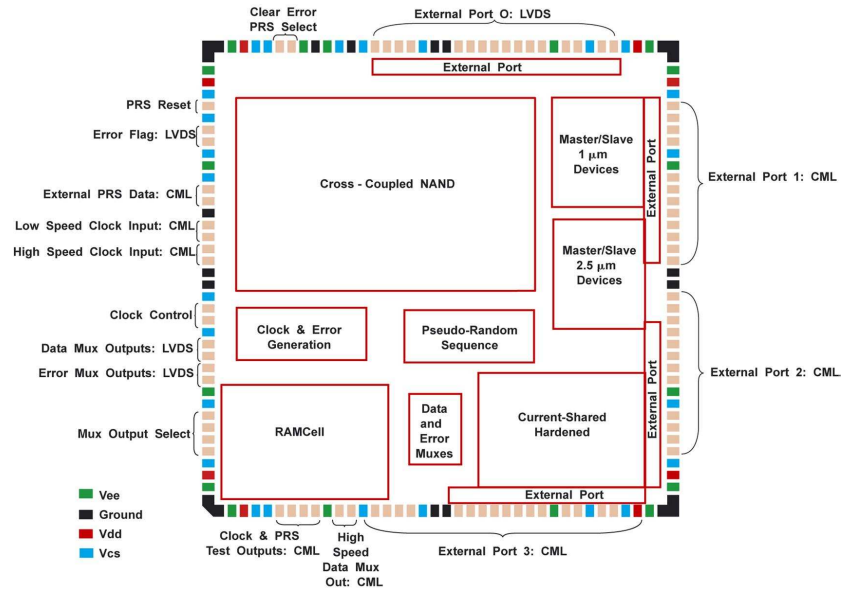 Clear Error
PRS Select
External Port O: LVDS
External Port
PRS Reset
Error Flag: LVDS
External PRS Data: CML
Low Speed Clock Input: CML
High Speed Clock Input: CML
Clock Control
Data Mux Outputs: LVDS
Error Mux Outputs: LVDS
Mux Output Select
Cross - Coupled NAND
Master/Slave
1 μm
Devices
External Port
External Port 1: CML
Master/Slave
2.5 μm
Devices
Clock & Error
Generation
Pseudo-Random
Sequence
External Port
External Port 2: CML
RAMCell
Data
and
Error
Muxes
Current-Shared
Hardened
External Port
Vee
Ground
Vdd
Vcs
Clock & PRS
Test Outputs: CML
High
Speed
Data Mux
Out: CML
External Port 3: CML